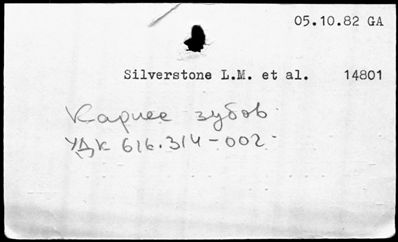 05.10.82 GA
Silverstone L.M. et al. 14801
Кариес зубов
УДК 616.314-002-